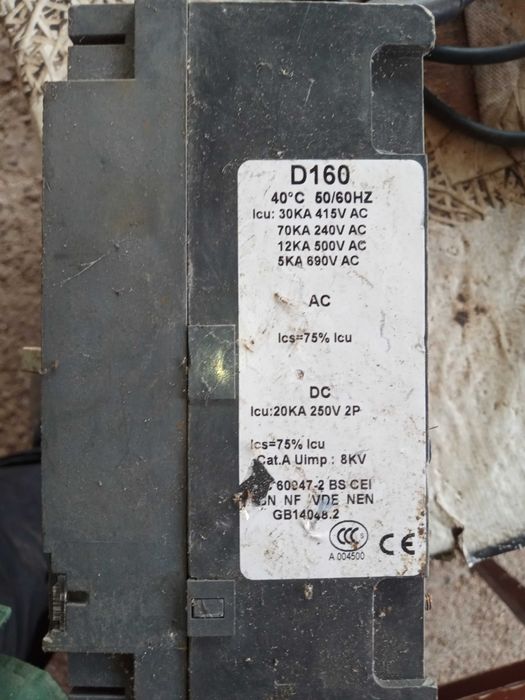 D160
40°C 50/60HZ
Icu: 30KA 415V AC
70KA 240V AC
12KA 500V AC
5KA 690V AC
AC
Ics=75% Icu
DC
Icu:20KA 250V 2P
Ics=75% Icu
Cat.A Uimp : 8KV
60947-2 BS CEI
NF VDE NEN
GB14048.2
CCC S CE
A 004500